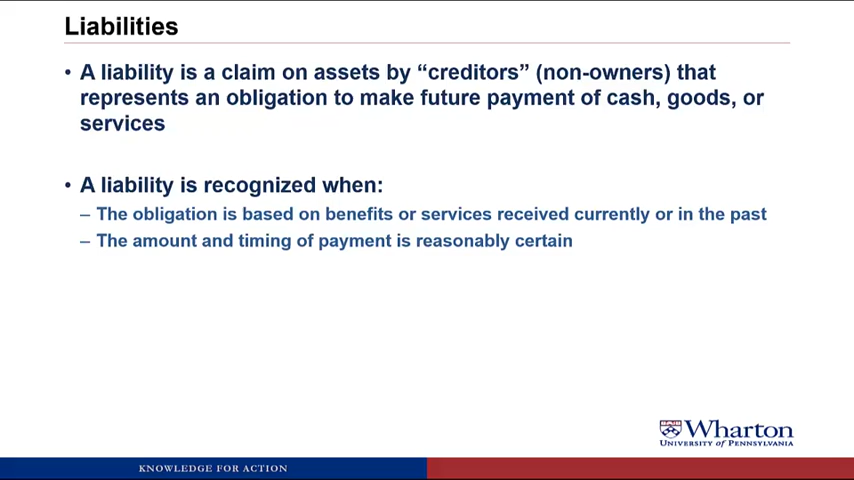 Liabilities
• A liability is a claim on assets by “creditors” (non-owners) that
represents an obligation to make future payment of cash, goods, or
services
• A liability is recognized when:
– The obligation is based on benefits or services received currently or in the past
– The amount and timing of payment is reasonably certain
Wharton
UNIVERSITY of PENNSYLVANIA
KNOWLEDGE FOR ACTION